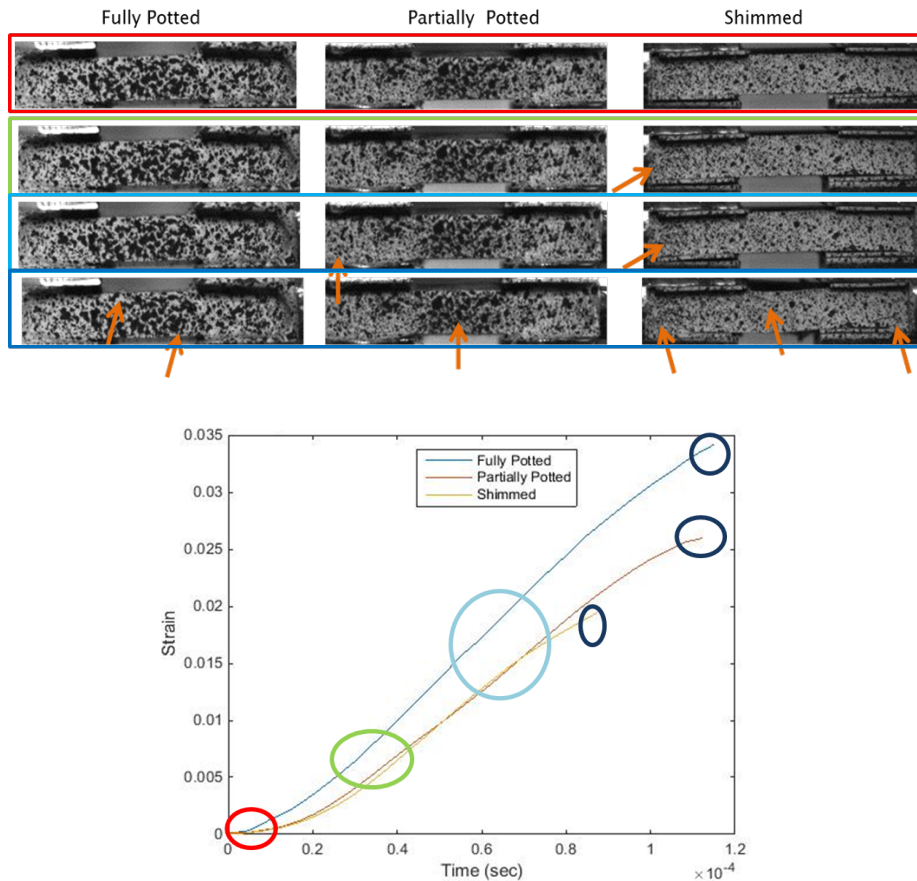 Fully Potted
Partially Potted
Shimmed
0.035
0.03
0.025
0.02
0.015
0.01
0.005
0
Strain
Fully Potted
Partially Potted
Shimmed
0 0.2 0.4 0.6 0.8 1 1.2
Time (sec)
×10⁻⁴